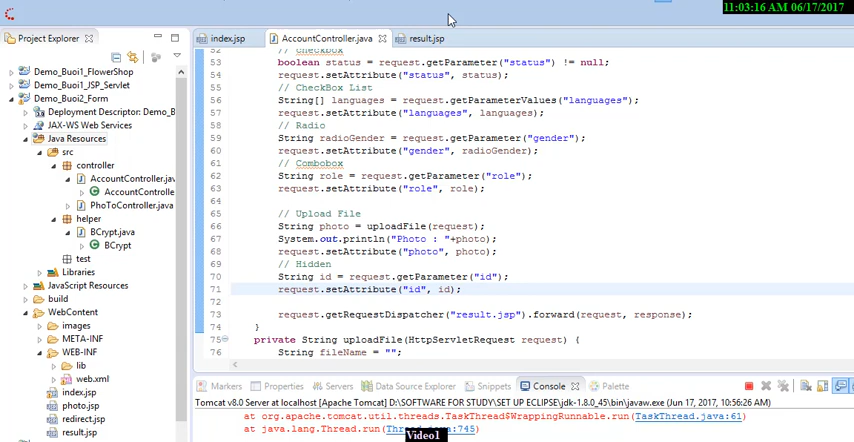 11:03:16 AM 06/17/2017
Project Explorer
index.jsp
AccountController.java
result.jsp
Demo_Buoi1_FlowerShop
Demo_Buoi1_JSP_Servlet
Demo_Buoi2_Form
Deployment Descriptor: Demo_B
JAX-WS Web Services
Java Resources
src
controller
AccountController.jav
AccountControlle
PhoToController.java
helper
BCrypt.java
BCrypt
test
Libraries
JavaScript Resources
build
WebContent
images
META-INF
WEB-INF
lib
web.xml
index.jsp
photo.jsp
redirect.jsp
result.jsp
52 // Checkbox
53 boolean status = request.getParameter("status") != null;
54 request.setAttribute("status", status);
55 // CheckBox List
56 String[] languages = request.getParameterValues("languages");
57 request.setAttribute("languages", languages);
58 // Radio
59 String radioGender = request.getParameter("gender");
60 request.setAttribute("gender", radioGender);
61 // Combobox
62 String role = request.getParameter("role");
63 request.setAttribute("role", role);
64
65 // Upload File
66 String photo = uploadFile(request);
67 System.out.println("Photo : "+photo);
68 request.setAttribute("photo", photo);
69 // Hidden
70 String id = request.getParameter("id");
71 request.setAttribute("id", id);
72
73 request.getRequestDispatcher("result.jsp").forward(request, response);
74 }
75 private String uploadFile(HttpServletRequest request) {
76 String fileName = "";
Markers
Properties
Servers
Data Source Explorer
Snippets
Console
Palette
Tomcat v8.0 Server at localhost [Apache Tomcat] D:\SOFTWARE FOR STUDY\SET UP ECLIPSE\jdk-1.8.0_45\bin\javaw.exe (Jun 17, 2017, 10:56:26 AM)
at org.apache.tomcat.util.threads.TaskThread$WrappingRunnable.run(TaskThread.java:61)
at java.lang.Thread.run(Thread.java:745)
Video1